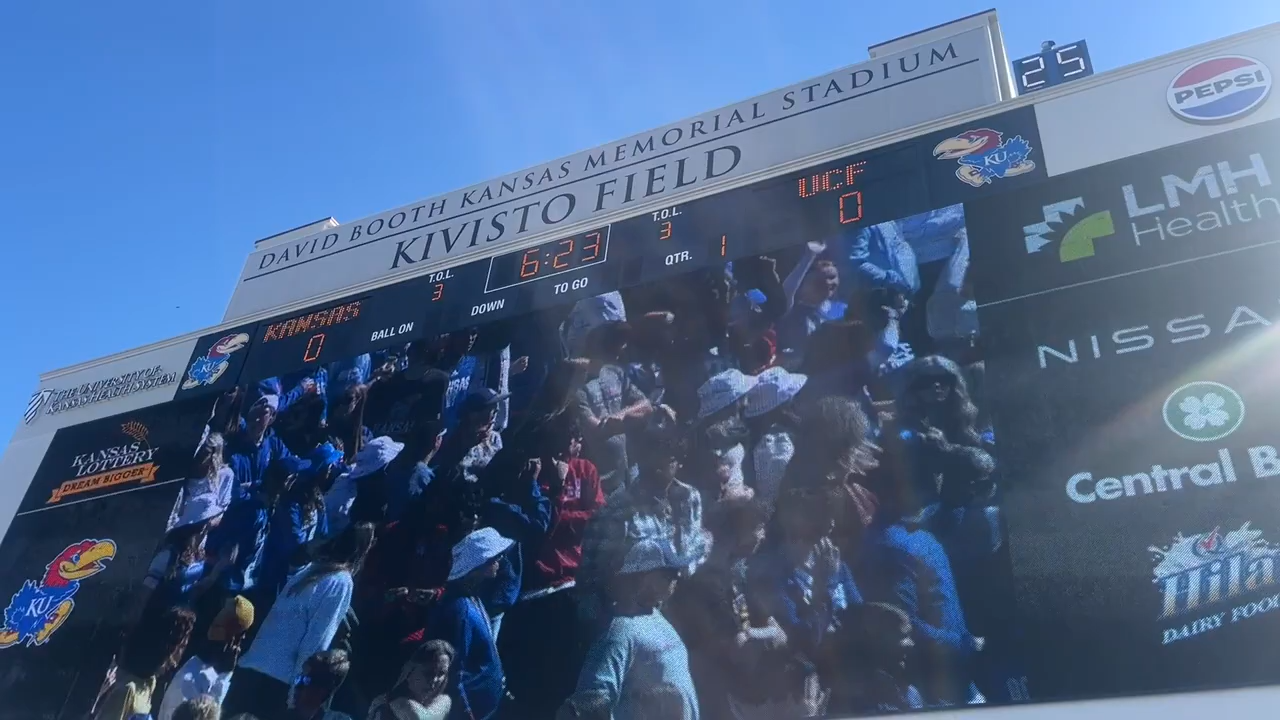 DAVID BOOTH KANSAS MEMORIAL STADIUM
KIVISTO FIELD
25
PEPSI
KANSAS
0
BALL ON
T.O.L.
3
6:23
DOWN
TO GO
T.O.L.
3
QTR. 1
UCF
0
KU
KU
THE UNIVERSITY OF
KANSAS HEALTH SYSTEM
KANSAS
LOTTERY
DREAM BIGGER
KU
LMH
Health
NISSA
Central B
Hila
DAIRY FOO